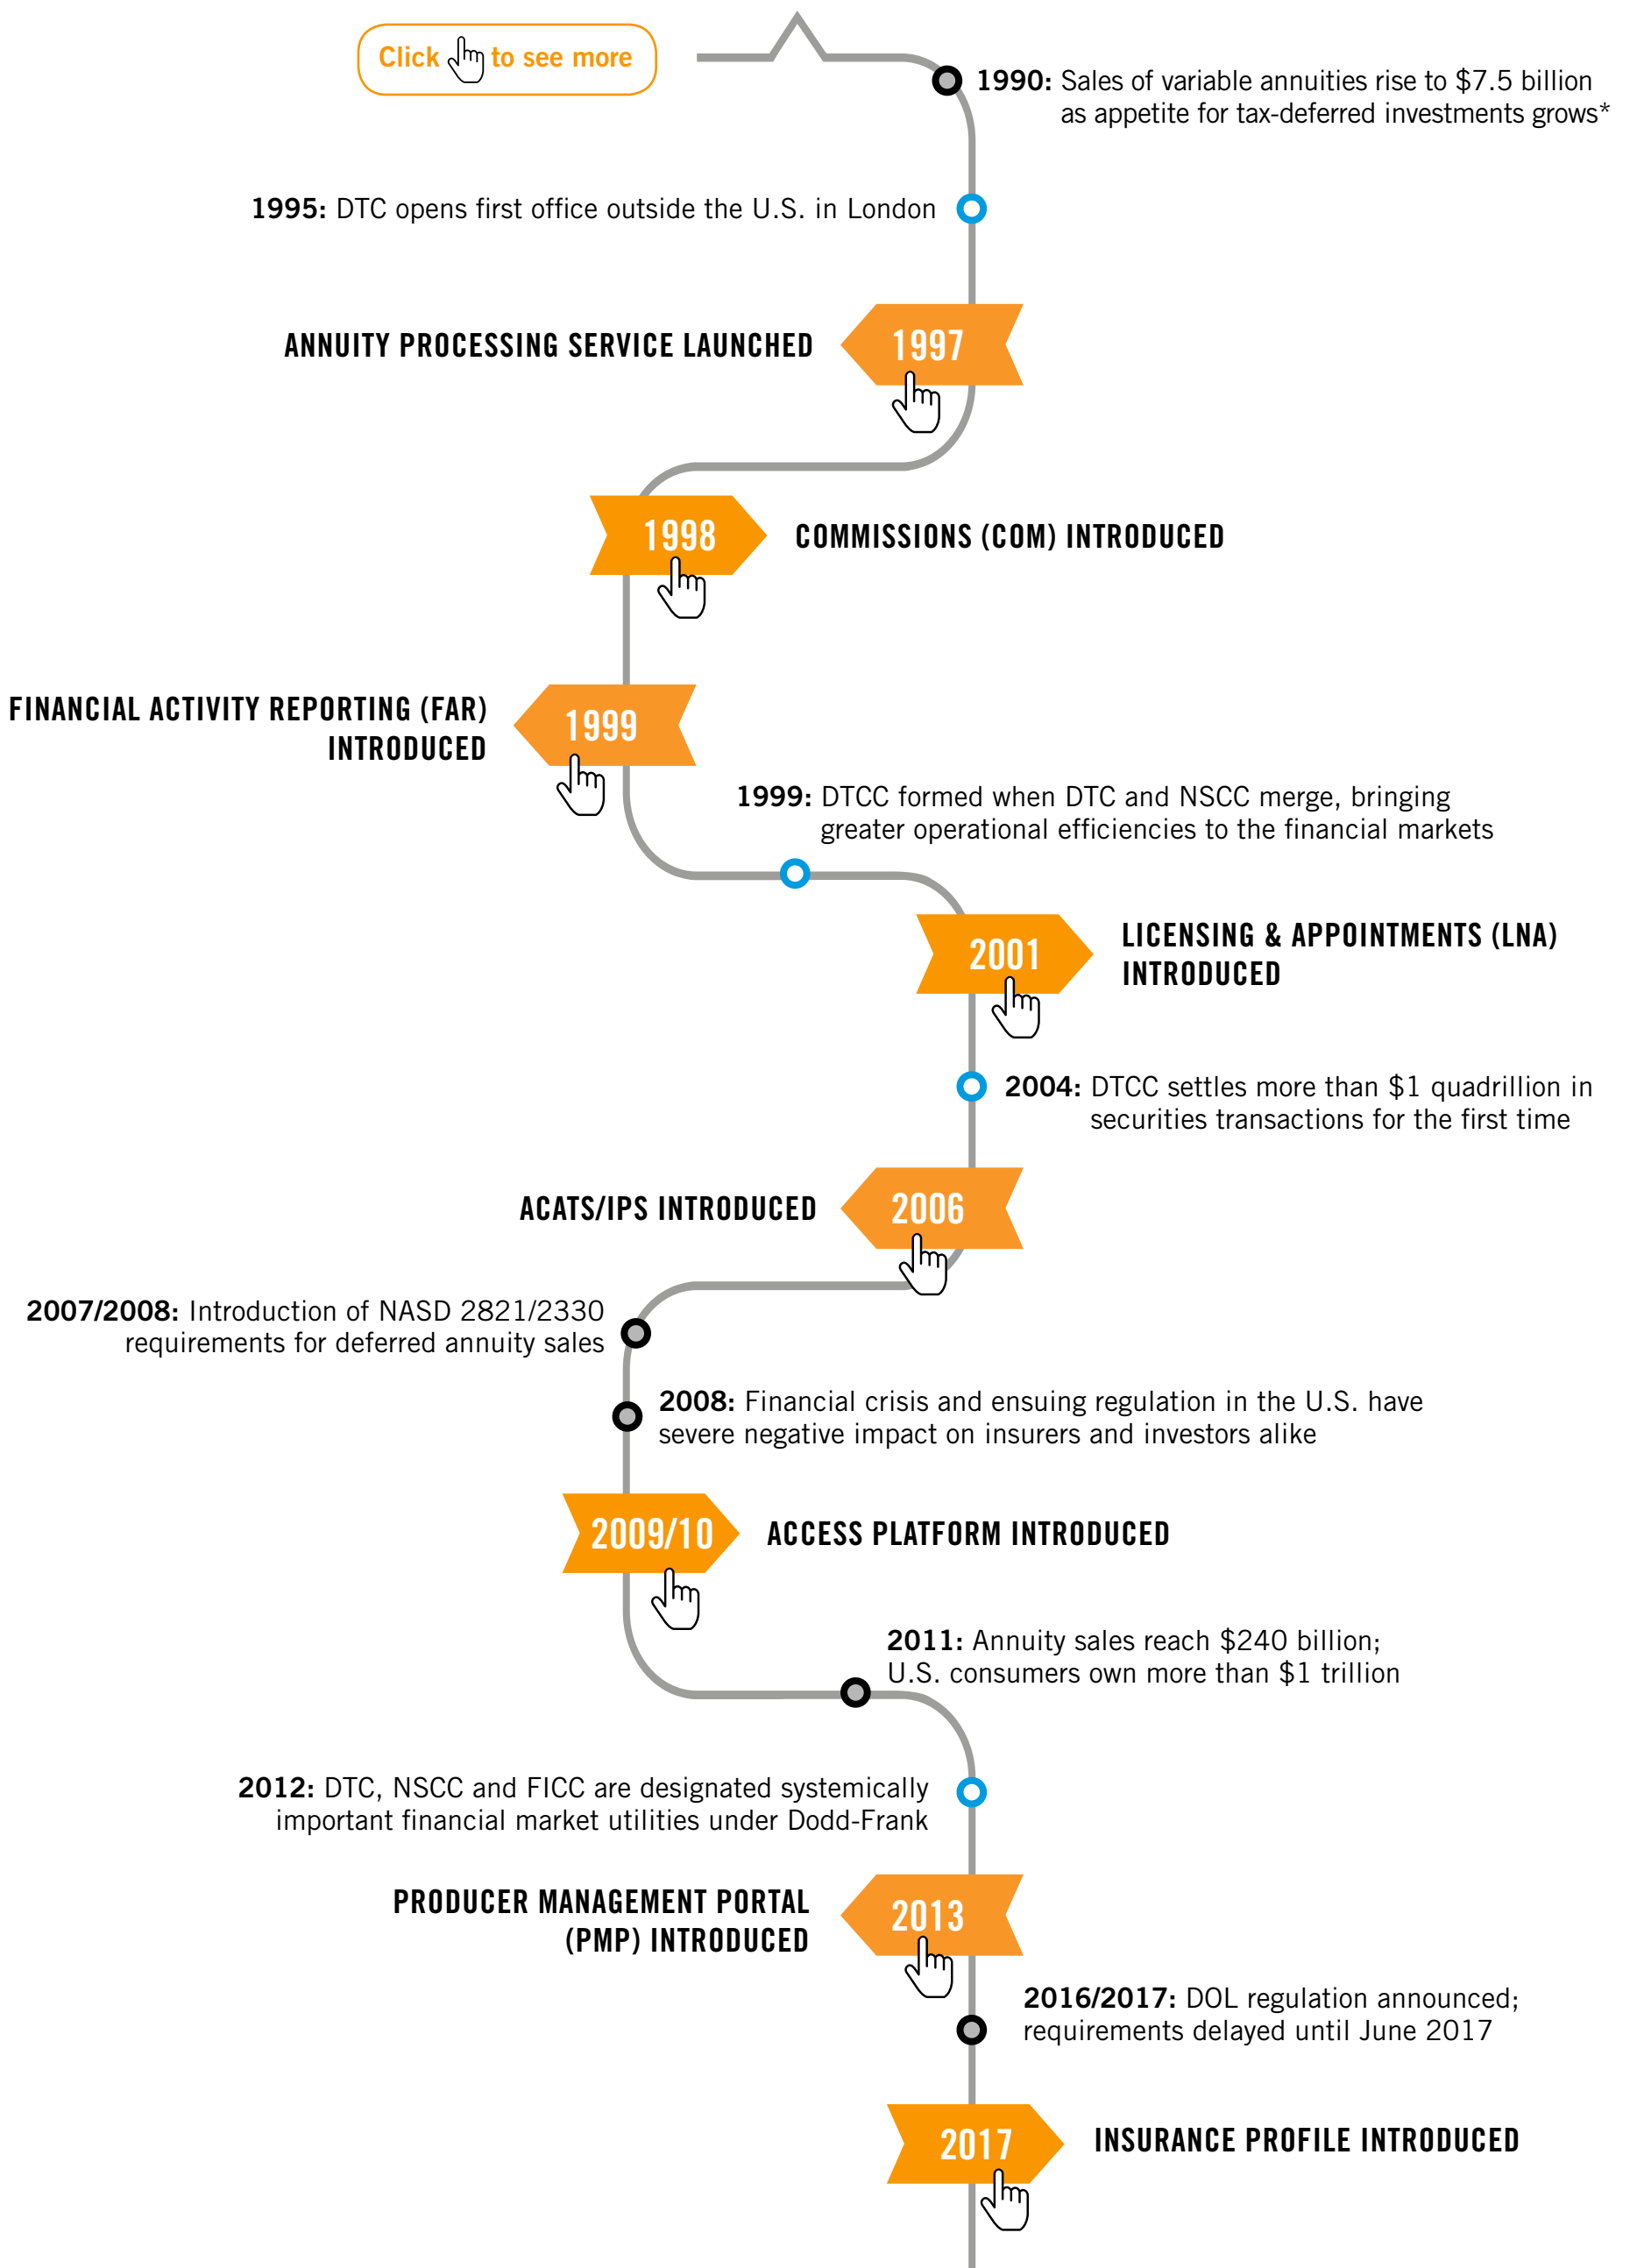 Click to see more
1990: Sales of variable annuities rise to $7.5 billion
as appetite for tax-deferred investments grows*
1995: DTC opens first office outside the U.S. in London
ANNUITY PROCESSING SERVICE LAUNCHED
1997
1998
COMMISSIONS (COM) INTRODUCED
FINANCIAL ACTIVITY REPORTING (FAR)
INTRODUCED
1999
1999: DTCC formed when DTC and NSCC merge, bringing
greater operational efficiencies to the financial markets
2001
LICENSING & APPOINTMENTS (LNA)
INTRODUCED
2004: DTCC settles more than $1 quadrillion in
securities transactions for the first time
ACATS/IPS INTRODUCED
2006
2007/2008: Introduction of NASD 2821/2330
requirements for deferred annuity sales
2008: Financial crisis and ensuing regulation in the U.S. have
severe negative impact on insurers and investors alike
2009/10
ACCESS PLATFORM INTRODUCED
2011: Annuity sales reach $240 billion;
U.S. consumers own more than $1 trillion
2012: DTC, NSCC and FICC are designated systemically
important financial market utilities under Dodd-Frank
PRODUCER MANAGEMENT PORTAL
(PMP) INTRODUCED
2013
2016/2017: DOL regulation announced;
requirements delayed until June 2017
2017
INSURANCE PROFILE INTRODUCED